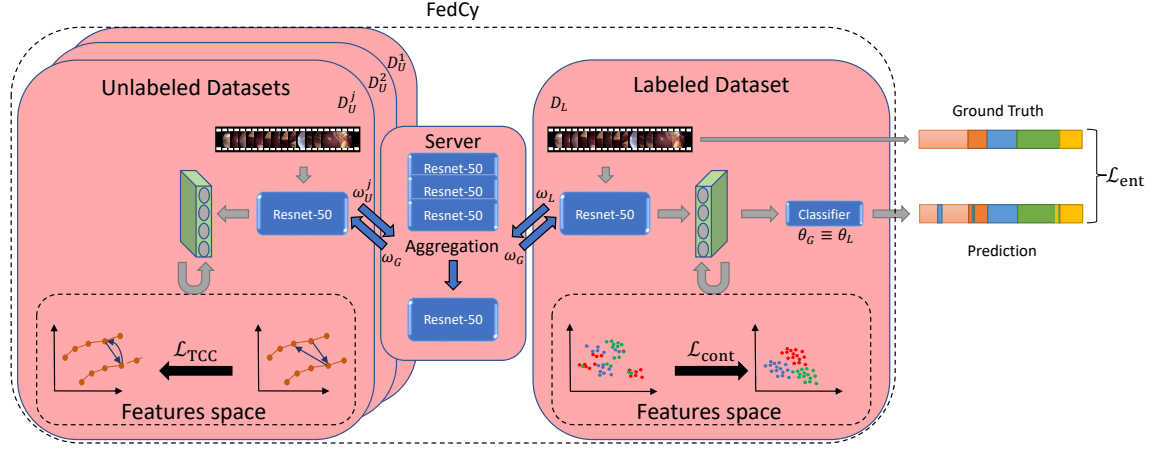 FedCy
Unlabeled Datasets
D_U^1
D_U^2
D_U^j
Resnet-50
ω_U^j
ω_G
ℒ_TCC
Features space
Server
Resnet-50
Resnet-50
Resnet-50
Aggregation
Resnet-50
Labeled Dataset
D_L
ω_L
ω_G
Resnet-50
Classifier
θ_G ≡ θ_L
ℒ_cont
Features space
Ground Truth
ℒ_ent
Prediction